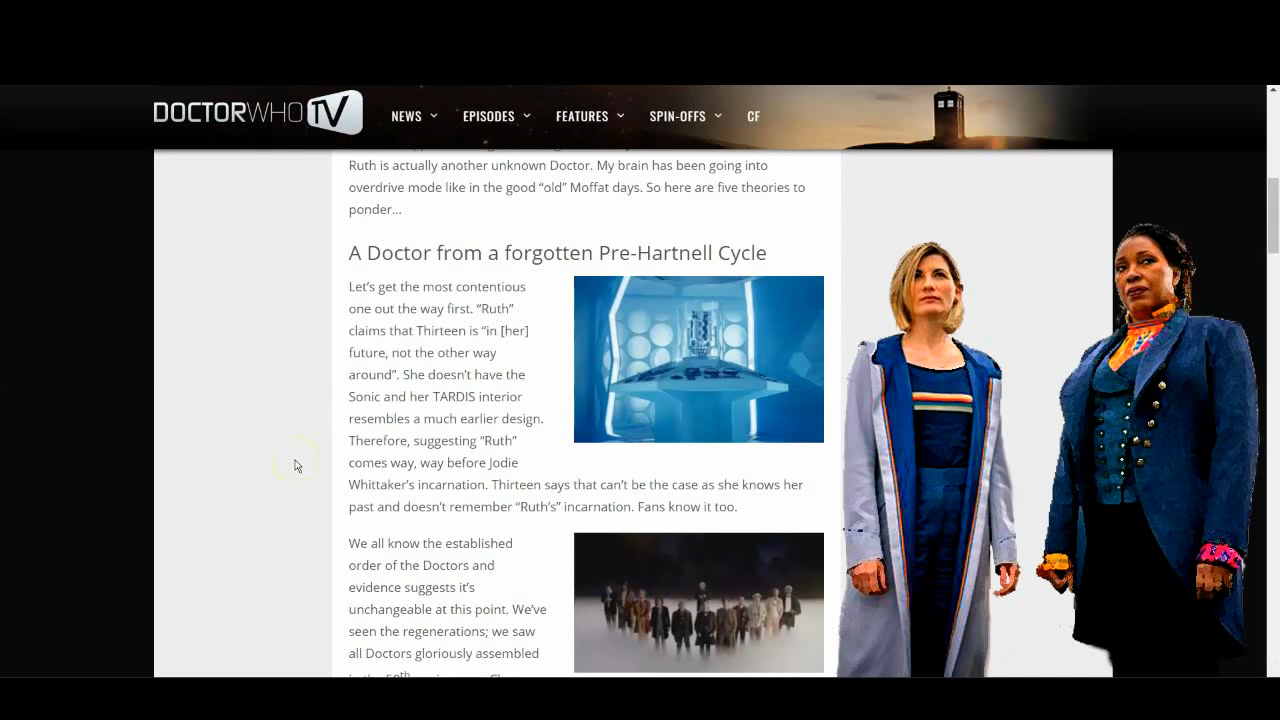 DOCTORWHO TV
NEWS EPISODES FEATURES SPIN-OFFS CF
Ruth is actually another unknown Doctor. My brain has been going into
overdrive mode like in the good “old” Moffat days. So here are five theories to
ponder…
A Doctor from a forgotten Pre-Hartnell Cycle
Let’s get the most contentious
one out the way first. “Ruth”
claims that Thirteen is “in [her]
future, not the other way
around”. She doesn’t have the
Sonic and her TARDIS interior
resembles a much earlier design.
Therefore, suggesting “Ruth”
comes way, way before Jodie
Whittaker’s incarnation. Thirteen says that can’t be the case as she knows her
past and doesn’t remember “Ruth’s” incarnation. Fans know it too.
We all know the established
order of the Doctors and
evidence suggests it’s
unchangeable at this point. We’ve
seen the regenerations; we saw
all Doctors gloriously assembled